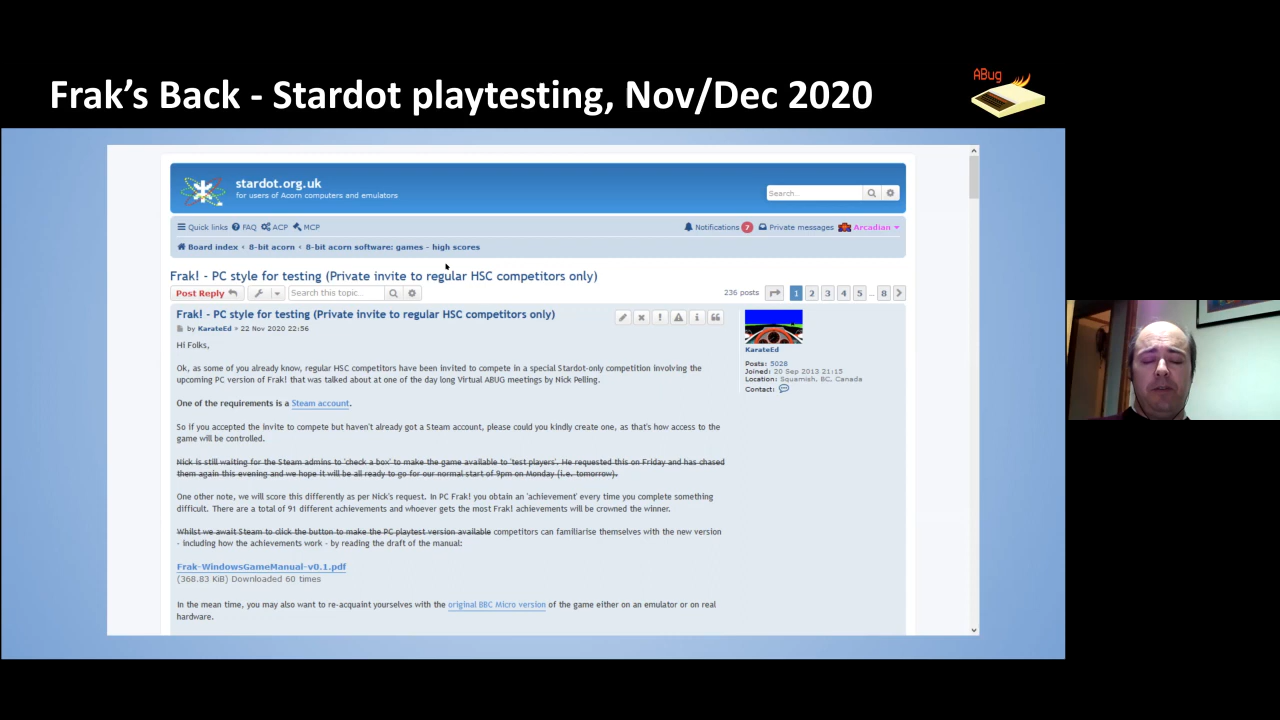 Frak's Back - Stardot playtesting, Nov/Dec 2020
ABug
stardot.org.uk
for users of Acorn computers and emulators
Search…
Quick links FAQ ACP MCP
Notifications 7 Private messages Arcadian
Board index ‹ 8-bit acorn ‹ 8-bit acorn software: games - high scores
Frak! - PC style for testing (Private invite to regular HSC competitors only)
Post Reply Search this topic… 236 posts 1 2 3 4 5 … 8
Frak! - PC style for testing (Private invite to regular HSC competitors only)
by KarateEd » 22 Nov 2020 22:56
Hi Folks,
Ok, as some of you already know, regular HSC competitors have been invited to compete in a special Stardot-only competition involving the
upcoming PC version of Frak! that was talked about at one of the day long Virtual ABUG meetings by Nick Pelling.
One of the requirements is a Steam account.
So if you accepted the invite to compete but haven't already got a Steam account, please could you kindly create one, as that's how access to the
game will be controlled.
Nick is still waiting for the Steam admins to 'check a box' to make the game available to 'test players'. He requested this on Friday and has chased
them again this evening and we hope it will be all ready to go for our normal start of 9pm on Monday (i.e. tomorrow).
One other note, we will score this differently as per Nick's request. In PC Frak! you obtain an 'achievement' every time you complete something
difficult. There are a total of 91 different achievements and whoever gets the most Frak! achievements will be crowned the winner.
Whilst we await Steam to click the button to make the PC playtest version available competitors can familiarise themselves with the new version
- including how the achievements work - by reading the draft of the manual:
Frak-WindowsGameManual-v0.1.pdf
(368.83 KiB) Downloaded 60 times
In the mean time, you may also want to re-acquaint yourselves with the original BBC Micro version of the game either on an emulator or on real
hardware.
KarateEd
Posts: 5028
Joined: 20 Sep 2013 21:15
Location: Squamish, BC, Canada
Contact: